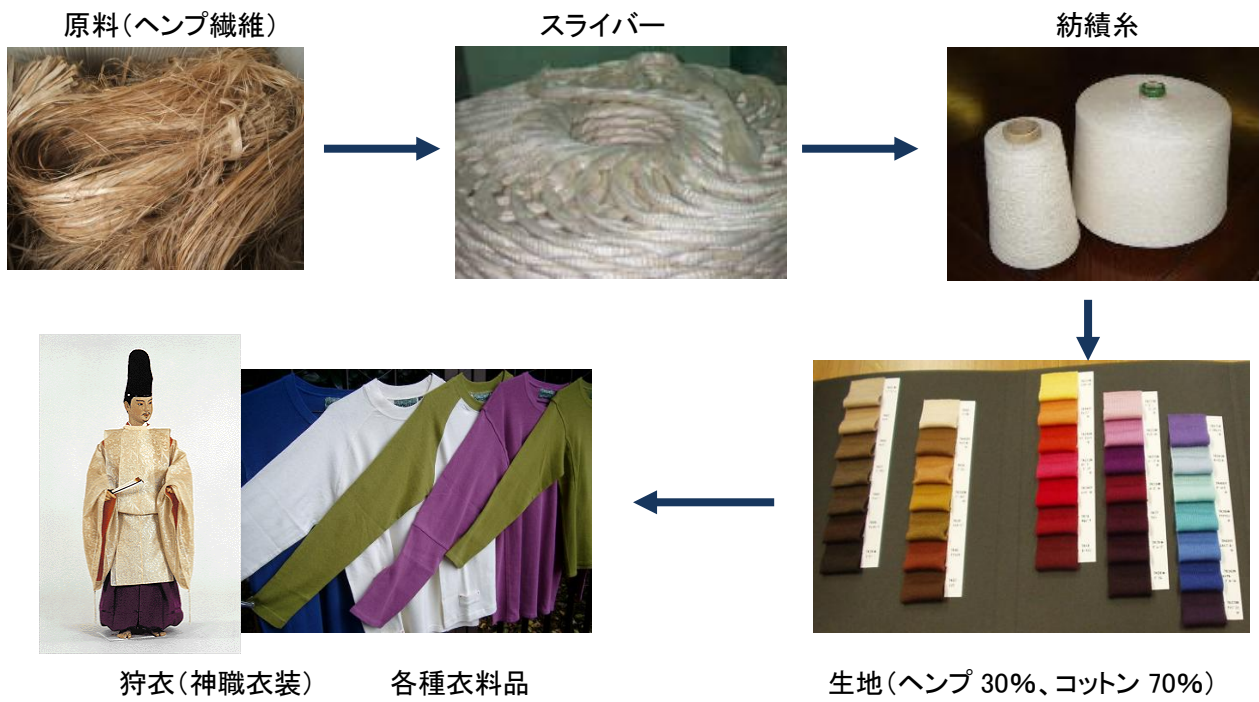 原料（ヘンプ繊維）
スライバー
紡績糸
狩衣（神職衣装）
各種衣料品
生地（ヘンプ 30%、コットン 70%）